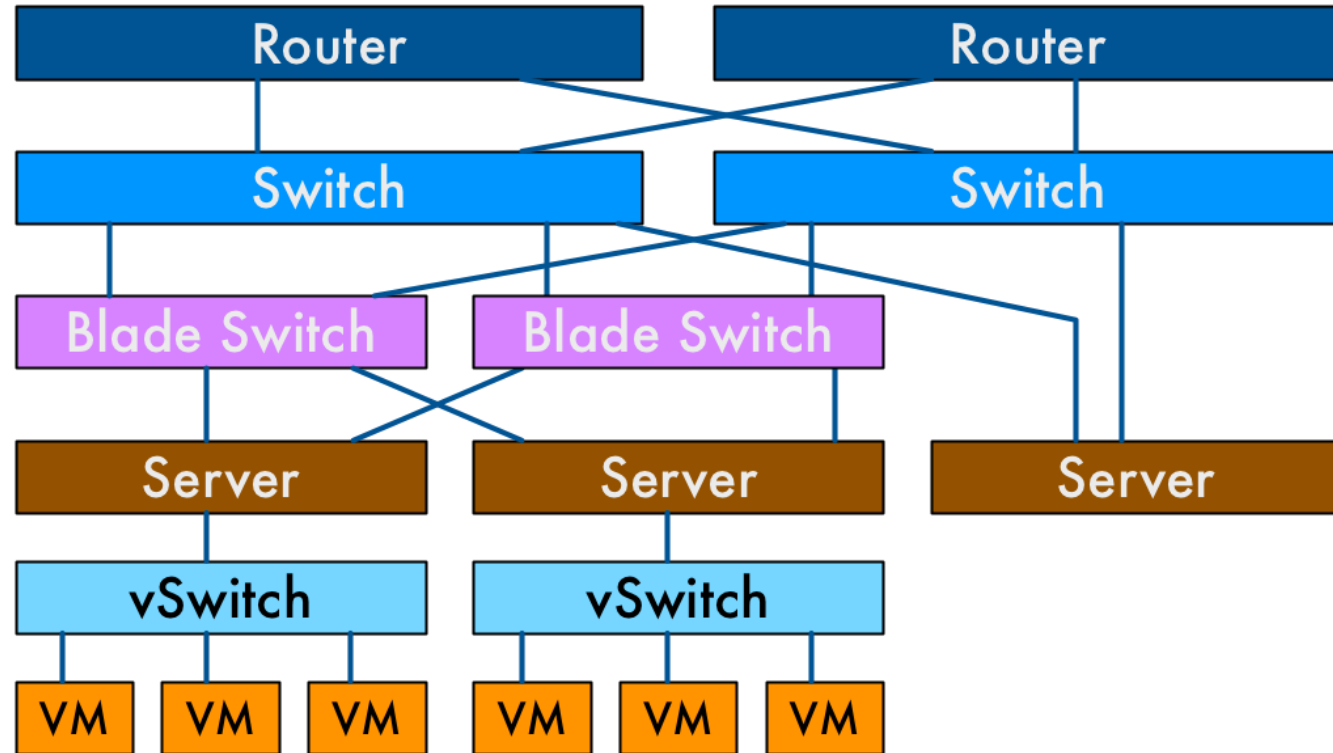 Router
Router
Switch
Switch
Blade Switch
Blade Switch
Server
Server
Server
vSwitch
vSwitch
VM
VM
VM
VM
VM
VM